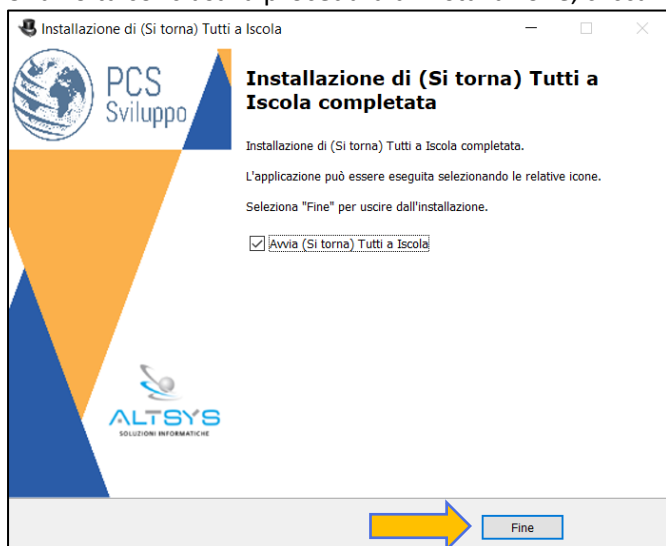 Installazione di (Si torna) Tutti a Iscola
PCS
Sviluppo
Installazione di (Si torna) Tutti a
Iscola completata
Installazione di (Si torna) Tutti a Iscola completata.
L'applicazione può essere eseguita selezionando le relative icone.
Seleziona "Fine" per uscire dall'installazione.
Avvia (Si torna) Tutti a Iscola
ALTSYS
SOLUZIONI INFORMATICHE
Fine